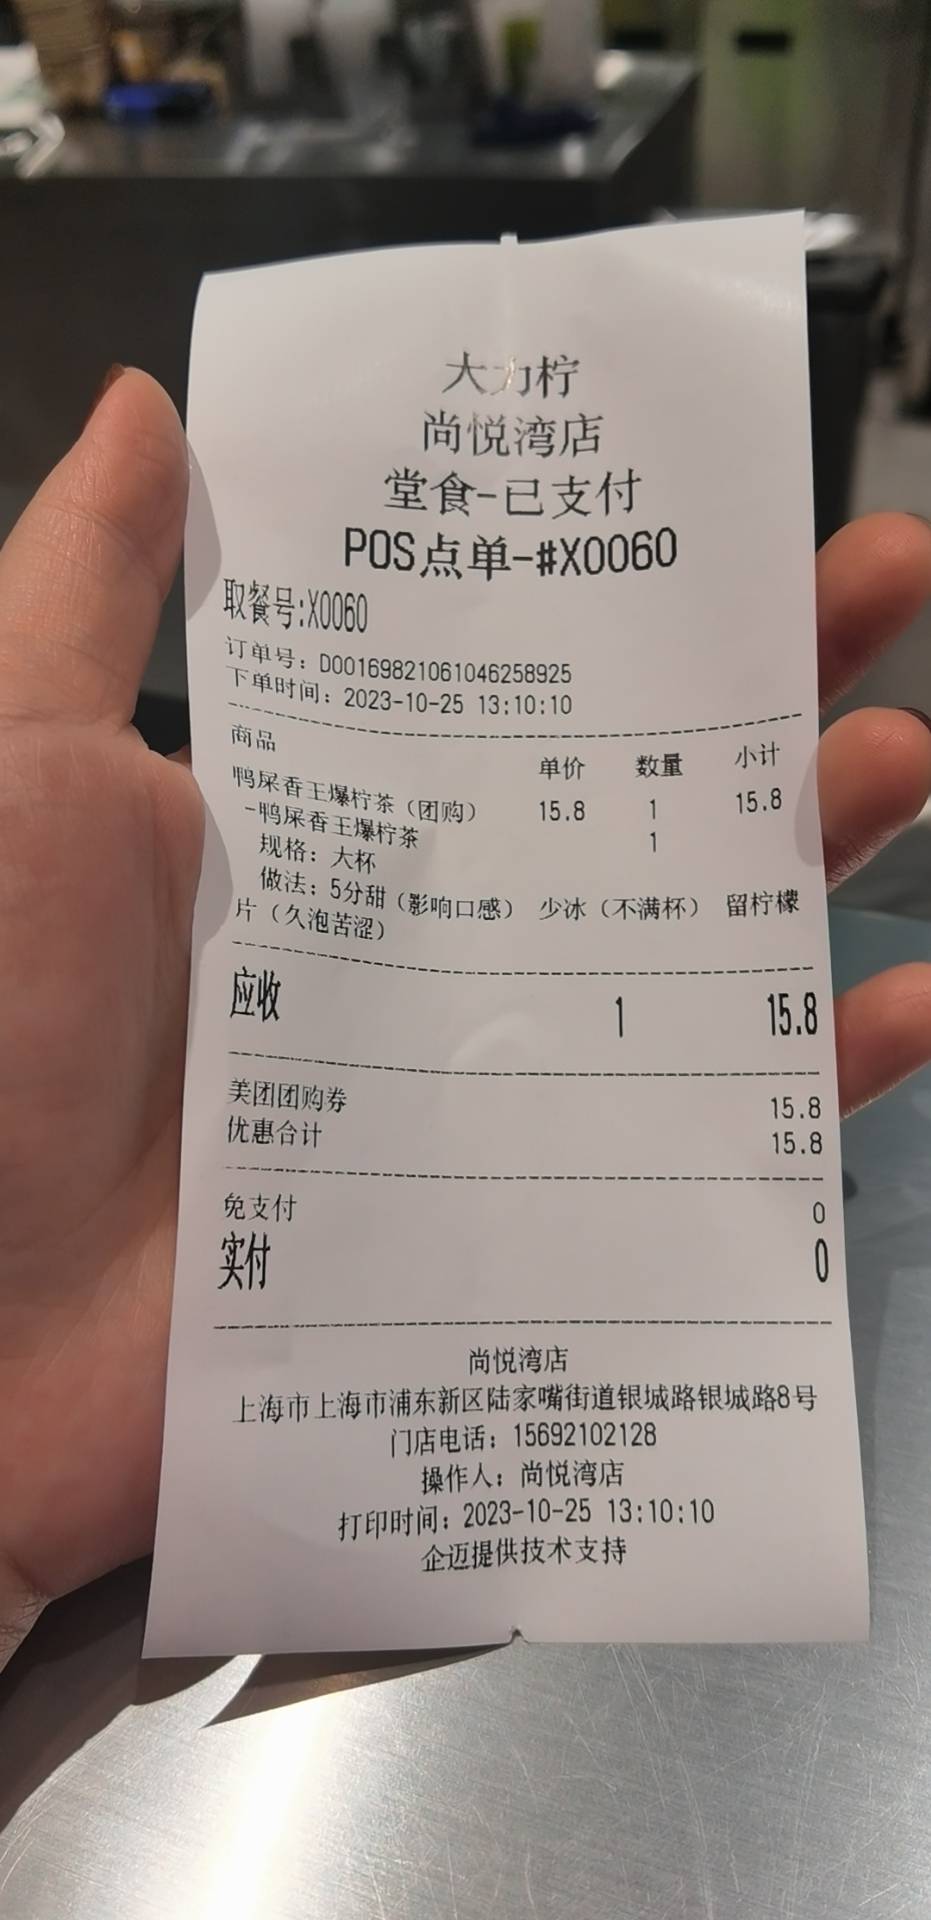 大力柠
尚悦湾店
堂食-已支付
POS点单-#X0060
取餐号:X0060
订单号：D00169821061046258925
下单时间：2023-10-25 13:10:10
商品 单价 数量 小计
鸭屎香王爆柠茶（团购） 15.8 1 15.8
-鸭屎香王爆柠茶 1
规格：大杯
做法：5分甜（影响口感） 少冰（不满杯） 留柠檬
片（久泡苦涩）
应收 1 15.8
美团团购券 15.8
优惠合计 15.8
免支付 0
实付 0
尚悦湾店
上海市上海市浦东新区陆家嘴街道银城路银城路8号
门店电话：15692102128
操作人：尚悦湾店
打印时间：2023-10-25 13:10:10
企迈提供技术支持